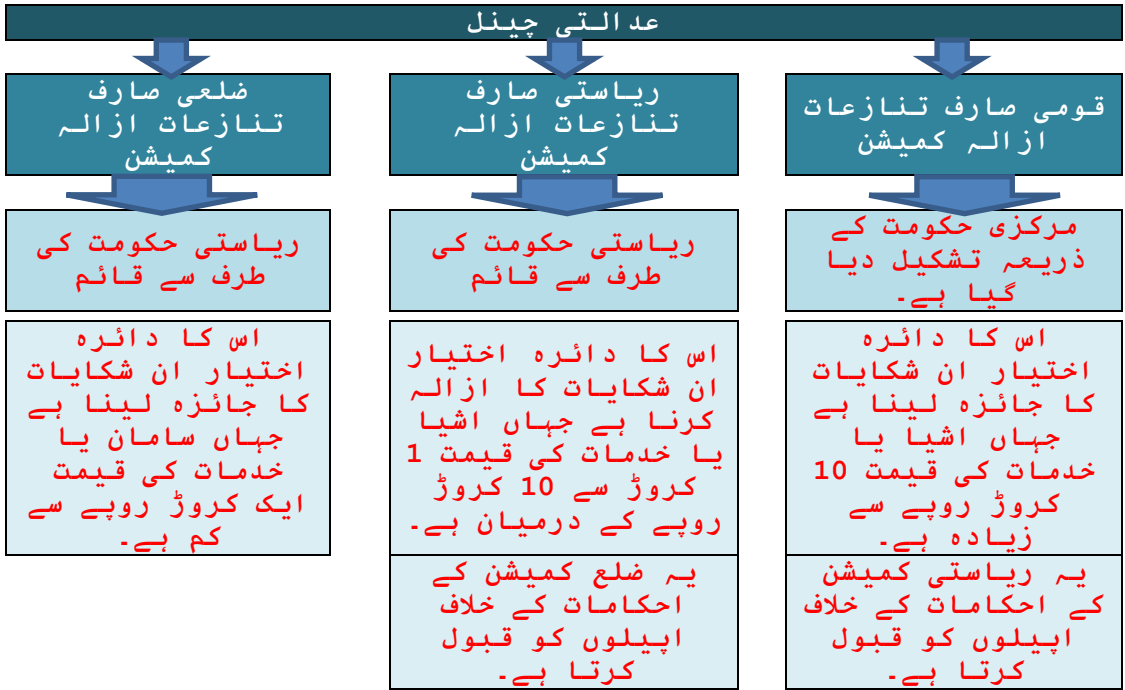 عدالتی چینل
قومی صارف تنازعات
ازالہ کمیشن
مرکزی حکومت کے
ذریعہ تشکیل دیا
گیا ہے۔
اس کا دائرہ
اختیار ان شکایات
کا جائزہ لینا ہے
جہاں اشیا یا
خدمات کی قیمت 10
کروڑ روپے سے
زیادہ ہے۔
یہ ریاستی کمیشن
کے احکامات کے خلاف
اپیلوں کو قبول
کرتا ہے۔
ریاستی صارف
تنازعات ازالہ
کمیشن
ریاستی حکومت کی
طرف سے قائم
اس کا دائرہ اختیار
ان شکایات کا ازالہ
کرنا ہے جہاں اشیا
یا خدمات کی قیمت 1
کروڑ سے 10 کروڑ
روپے کے درمیان ہے۔
یہ ضلع کمیشن کے
احکامات کے خلاف
اپیلوں کو قبول
کرتا ہے۔
ضلعی صارف
تنازعات ازالہ
کمیشن
ریاستی حکومت کی
طرف سے قائم
اس کا دائرہ
اختیار ان شکایات
کا جائزہ لینا ہے
جہاں سامان یا
خدمات کی قیمت
ایک کروڑ روپے سے
کم ہے۔